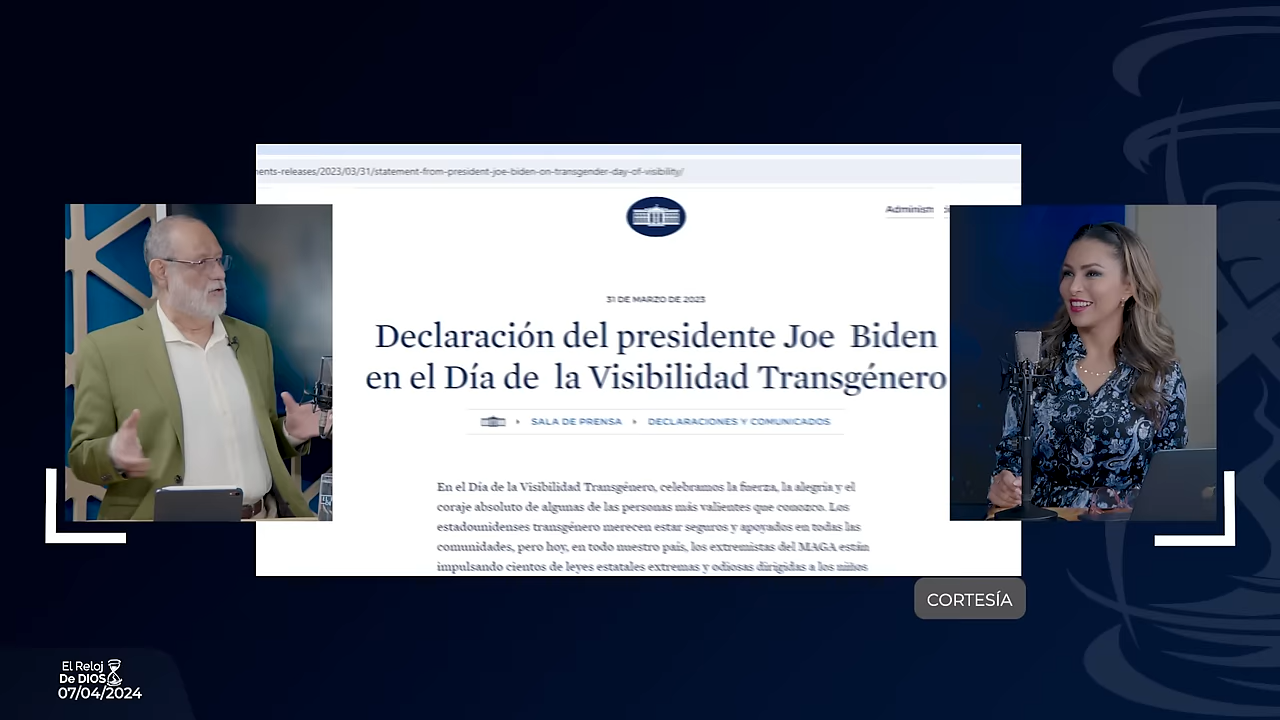 ents-releases/2023/03/31/statement-from-president-joe-biden-on-transgender-day-of-visibility/
31 DE MARZO DE 2023
Declaración del presidente Joe Biden
en el Día de la Visibilidad Transgénero
SALA DE PRENSA › DECLARACIONES Y COMUNICADOS
En el Día de la Visibilidad Transgénero, celebramos la fuerza, la alegría y el
coraje absoluto de algunas de las personas más valientes que conozco. Los
estadounidenses transgénero merecen estar seguros y apoyados en todas las
comunidades, pero hoy, en todo nuestro país, los extremistas del MAGA están
impulsando cientos de leyes estatales extremas y odiosas dirigidas a los niños
CORTESÍA
El Reloj
De DIOS
07/04/2024